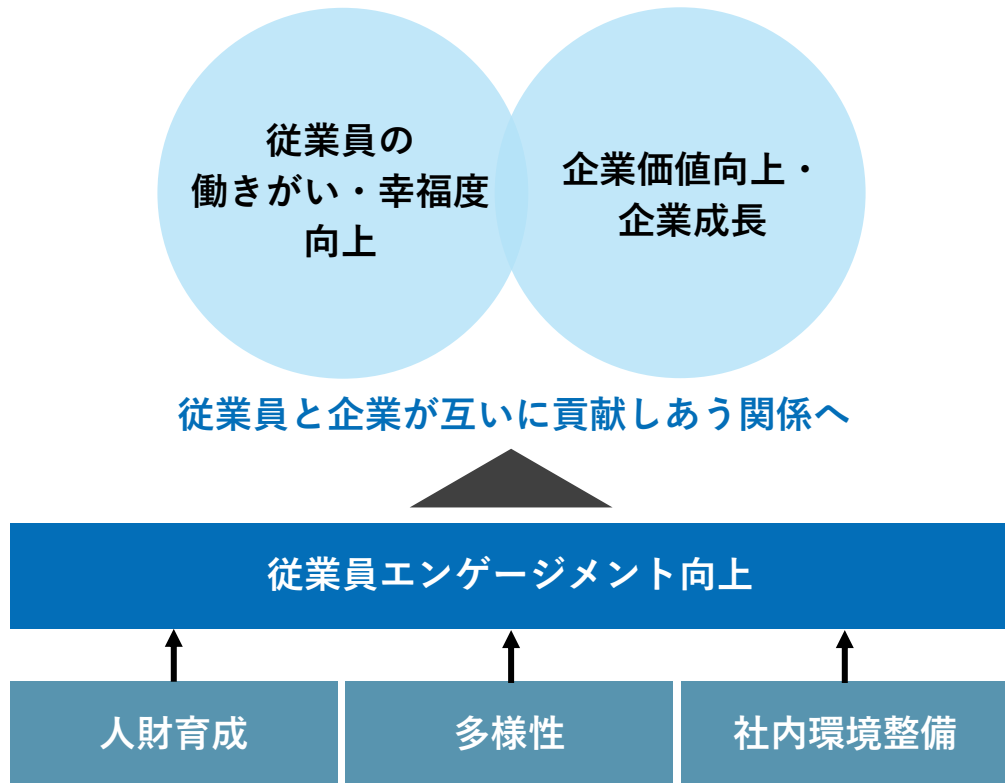 従業員の
働きがい・幸福度
向上
企業価値向上・
企業成長
従業員と企業が互いに貢献しあう関係へ
従業員エンゲージメント向上
人財育成
多様性
社内環境整備